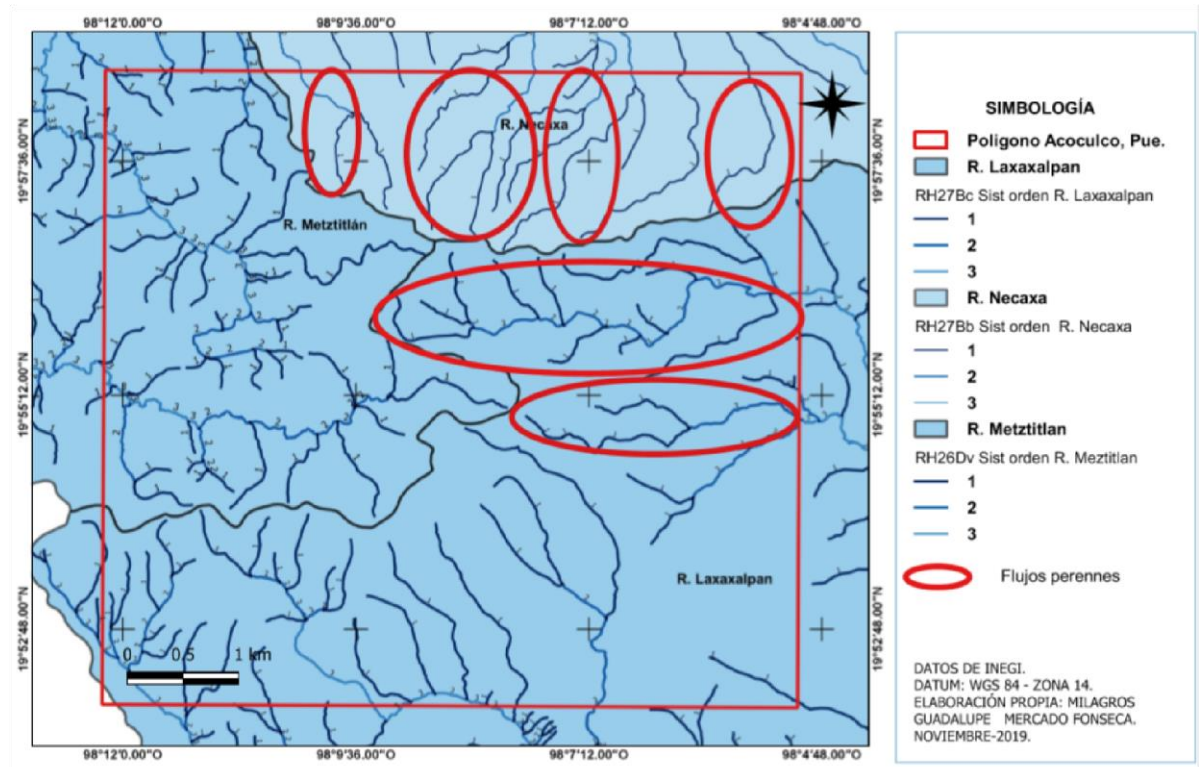 98°12'0.00"O 98°9'36.00"O 98°7'12.00"O 98°4'48.00"O
19°57'36.00"N
19°55'12.00"N
19°52'48.00"N
R. Necaxa
R. Metztitlán
R. Laxaxalpan
0 0.5 1 km
19°57'36.00"N
19°55'12.00"N
19°52'48.00"N
98°12'0.00"O 98°9'36.00"O 98°7'12.00"O 98°4'48.00"O
SIMBOLOGÍA
Poligono Acoculco, Pue.
R. Laxaxalpan
RH27Bc Sist orden R. Laxaxalpan
1
2
3
R. Necaxa
RH27Bb Sist orden R. Necaxa
1
2
3
R. Metztitlan
RH26Dv Sist orden R. Meztitlan
1
2
3
Flujos perennes
DATOS DE INEGI.
DATUM: WGS 84 - ZONA 14.
ELABORACIÓN PROPIA: MILAGROS
GUADALUPE MERCADO FONSECA.
NOVIEMBRE-2019.